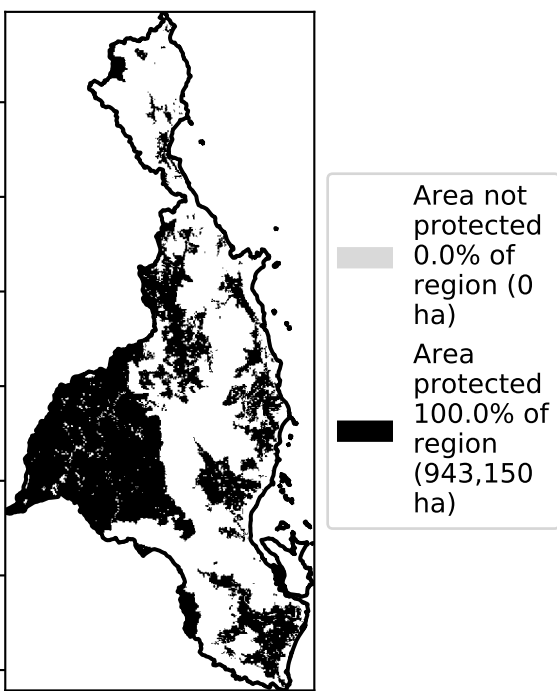 Area not
protected
0.0% of
region (0
ha)
Area
protected
100.0% of
region
(943,150
ha)